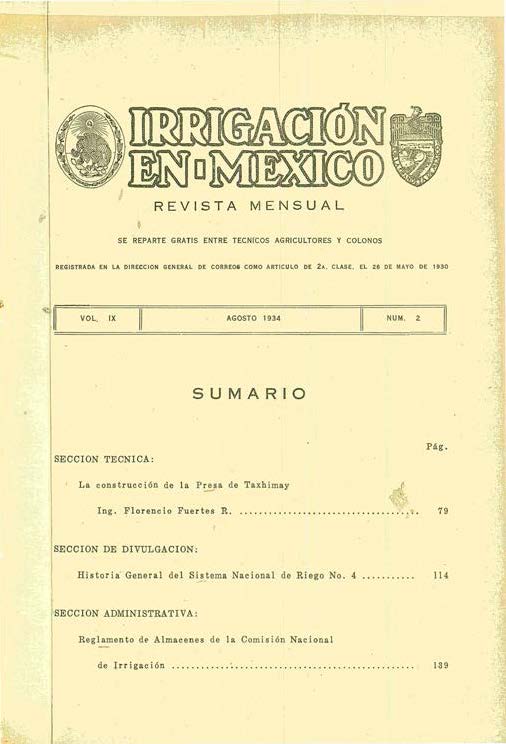 IRRIGACIÓN
EN-MEXICO
REVISTA MENSUAL
SE REPARTE GRATIS ENTRE TECNICOS AGRICULTORES Y COLONOS
REGISTRADA EN LA DIRECCION GENERAL DE CORREOS COMO ARTICULO DE 2A. CLASE, EL 26 DE MAYO DE 1930
VOL. IX AGOSTO 1934 NUM. 2
SUMARIO
Pág.
SECCION TECNICA:
La construcción de la Presa de Taxhimay
Ing. Florencio Fuertes R. .................................... 79
SECCION DE DIVULGACION:
Historia General del Sistema Nacional de Riego No. 4 .......... 114
SECCION ADMINISTRATIVA:
Reglamento de Almacenes de la Comisión Nacional
de Irrigación ................................................ 139